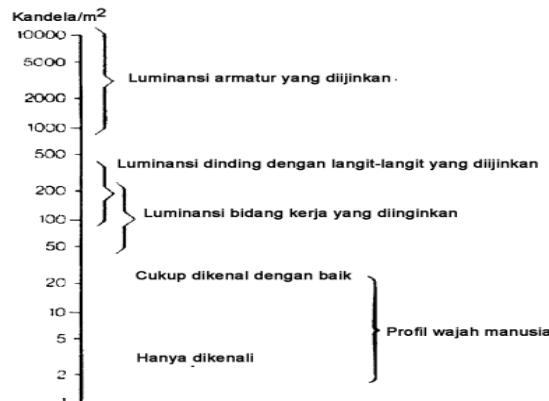 Kandela/m²
10000
Luminansi armatur yang diijinkan
5000
2000
1000
500
Luminansi dinding dengan langit-langit yang diijinkan
200
Luminansi bidang kerja yang diinginkan
100
50
Cukup dikenal dengan baik
20
10
Profil wajah manusia
5
Hanya dikenali
2